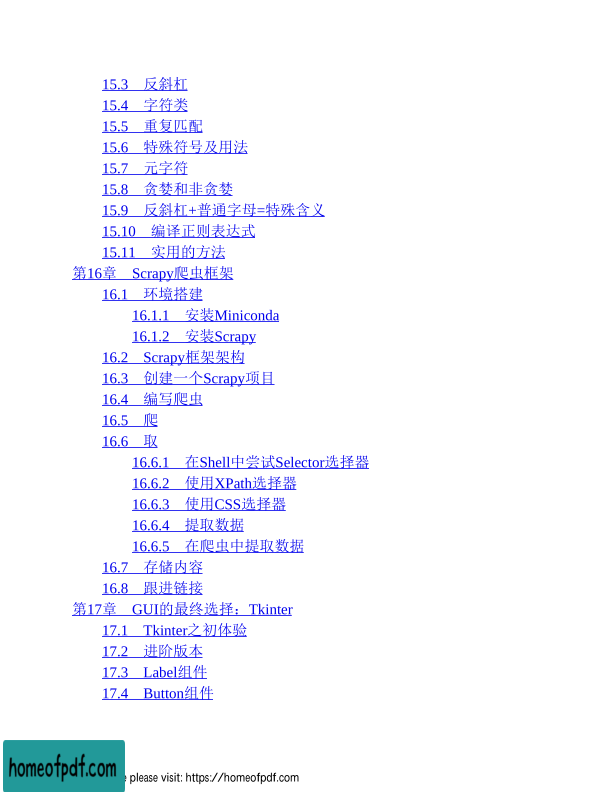 15.3 反斜杠
15.4 字符类
15.5 重复匹配
15.6 特殊符号及用法
15.7 元字符
15.8 贪婪和非贪婪
15.9 反斜杠+普通字母=特殊含义
15.10 编译正则表达式
15.11 实用的方法
第16章 Scrapy爬虫框架
16.1 环境搭建
16.1.1 安装Miniconda
16.1.2 安装Scrapy
16.2 Scrapy框架架构
16.3 创建一个Scrapy项目
16.4 编写爬虫
16.5 爬
16.6 取
16.6.1 在Shell中尝试Selector选择器
16.6.2 使用XPath选择器
16.6.3 使用CSS选择器
16.6.4 提取数据
16.6.5 在爬虫中提取数据
16.7 存储内容
16.8 跟进链接
第17章 GUI的最终选择：Tkinter
17.1 Tkinter之初体验
17.2 进阶版本
17.3 Label组件
17.4 Button组件
homeofpdf.com
please visit: https://homeofpdf.com